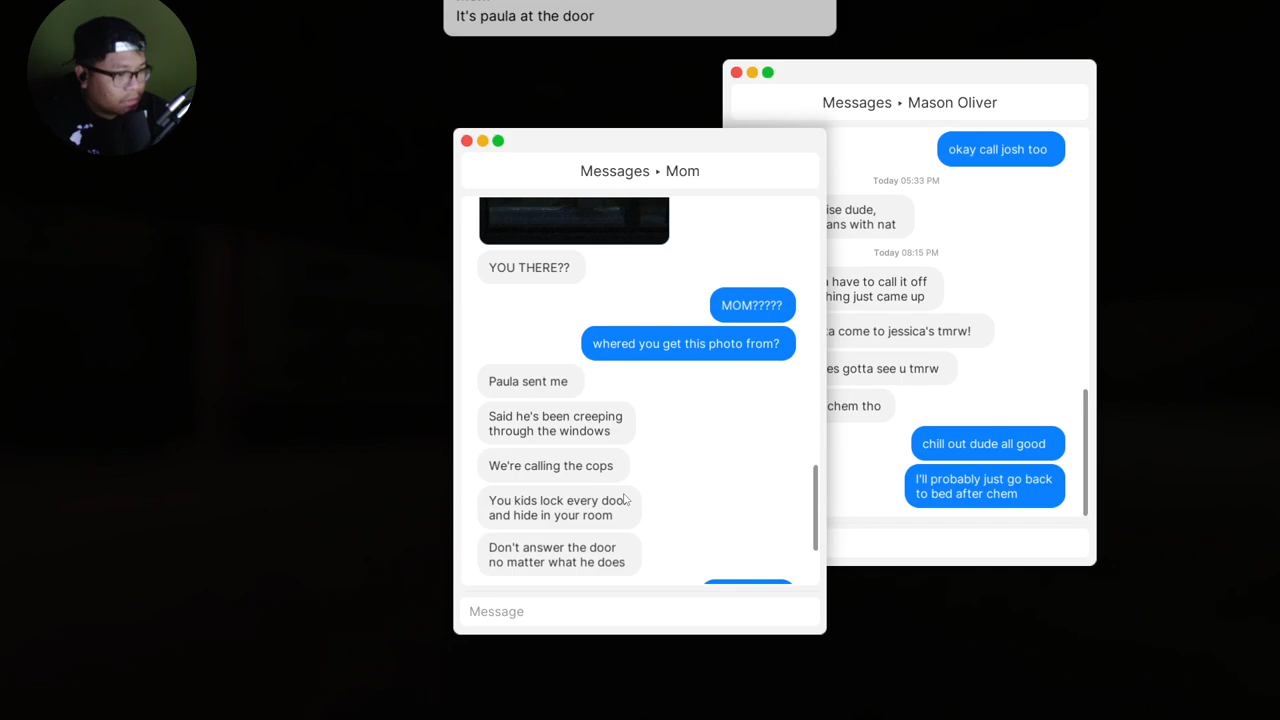 It's paula at the door
Messages ‣ Mason Oliver
okay call josh too
Today 05:33 PM
ise dude,
ans with nat
Today 08:15 PM
have to call it off
hing just came up
a come to jessica's tmrw!
es gotta see u tmrw
chem tho
chill out dude all good
I'll probably just go back
to bed after chem
Messages ‣ Mom
YOU THERE??
MOM?????
whered you get this photo from?
Paula sent me
Said he's been creeping
through the windows
We're calling the cops
You kids lock every door
and hide in your room
Don't answer the door
no matter what he does
Message